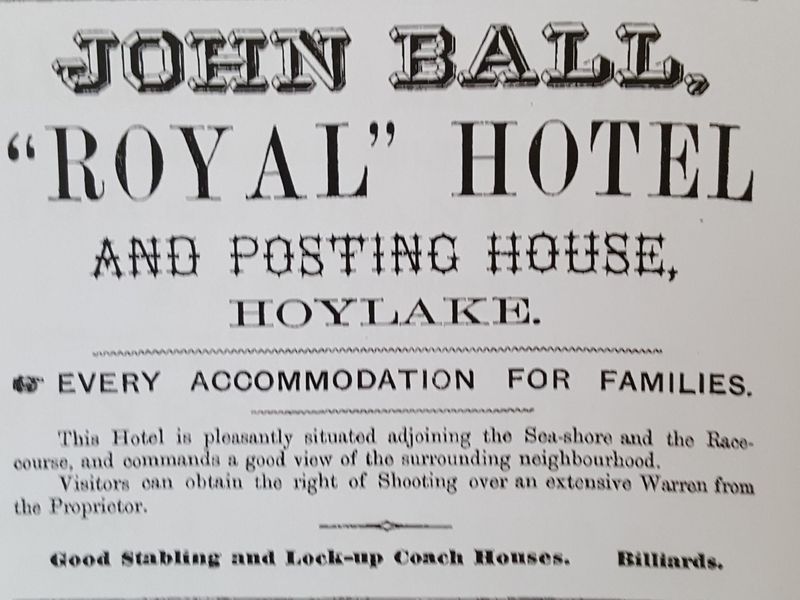 JOHN BALL,
“ROYAL” HOTEL
AND POSTING HOUSE,
HOYLAKE.
EVERY ACCOMMODATION FOR FAMILIES.
This Hotel is pleasantly situated adjoining the Sea-shore and the Race-
course, and commands a good view of the surrounding neighbourhood.
Visitors can obtain the right of Shooting over an extensive Warren from
the Proprietor.
Good Stabling and Lock-up Coach Houses. Billiards.